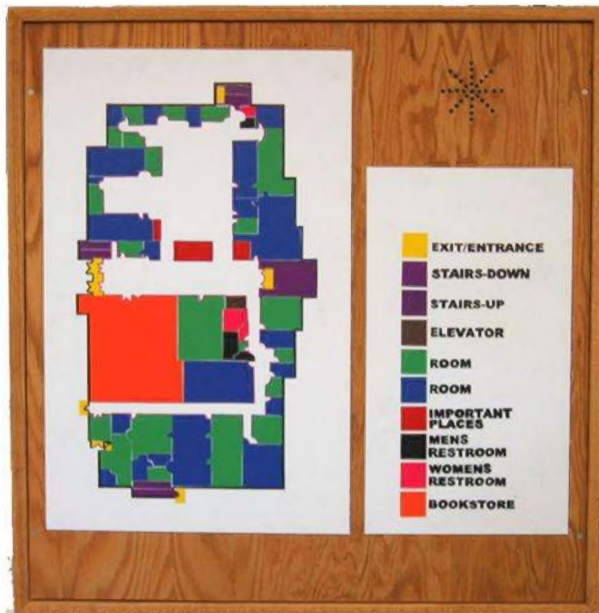 EXIT/ENTRANCE
STAIRS-DOWN
STAIRS-UP
ELEVATOR
ROOM
ROOM
IMPORTANT
PLACES
MENS
RESTROOM
WOMENS
RESTROOM
BOOKSTORE